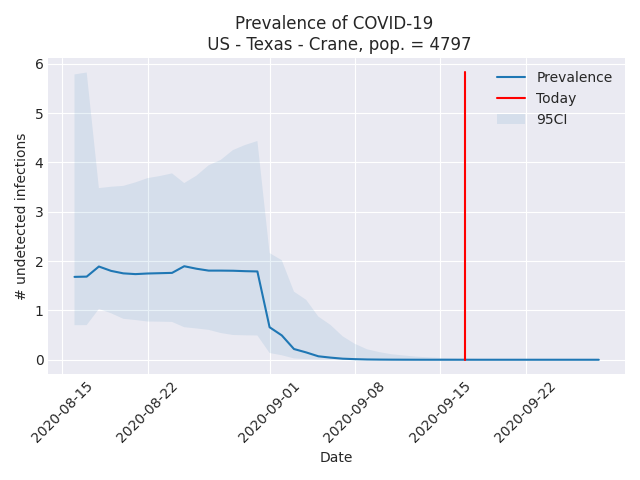 Prevalence of COVID-19
US - Texas - Crane, pop. = 4797
6
5
4
3
2
1
0
# undetected infections
Prevalence
Today
95CI
2020-08-15
2020-08-22
2020-09-01
2020-09-08
2020-09-15
2020-09-22
Date